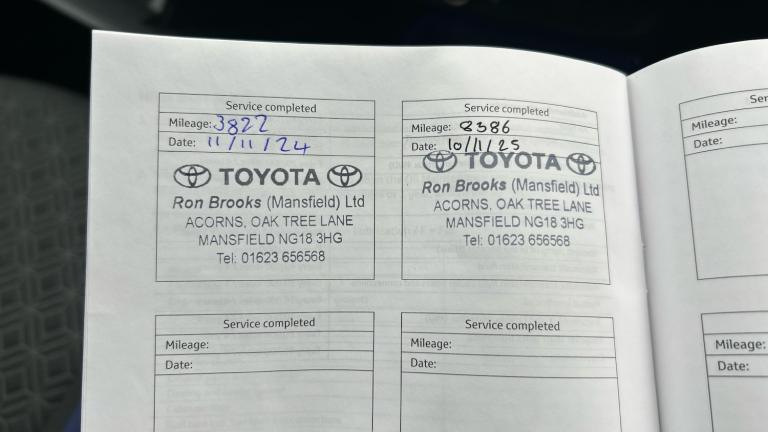 Service completed
Mileage: 3822
Date: 11/11/24
TOYOTA
Ron Brooks (Mansfield) Ltd
ACORNS, OAK TREE LANE
MANSFIELD NG18 3HG
Tel: 01623 656568
Service completed
Mileage: 8386
Date: 10/11/25
TOYOTA
Ron Brooks (Mansfield) Ltd
ACORNS, OAK TREE LANE
MANSFIELD NG18 3HG
Tel: 01623 656568
Ser
Mileage:
Date:
Service completed
Mileage:
Date:
Service completed
Mileage:
Date:
Mileage:
Date: